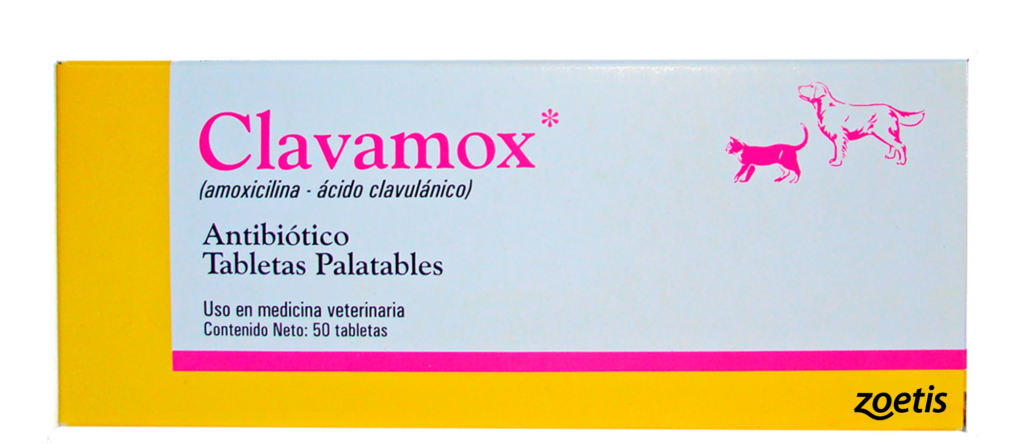 Clavamox*
(amoxicilina - ácido clavulánico)
Antibiótico
Tabletas Palatables
Uso en medicina veterinaria
Contenido Neto: 50 tabletas
zoetis